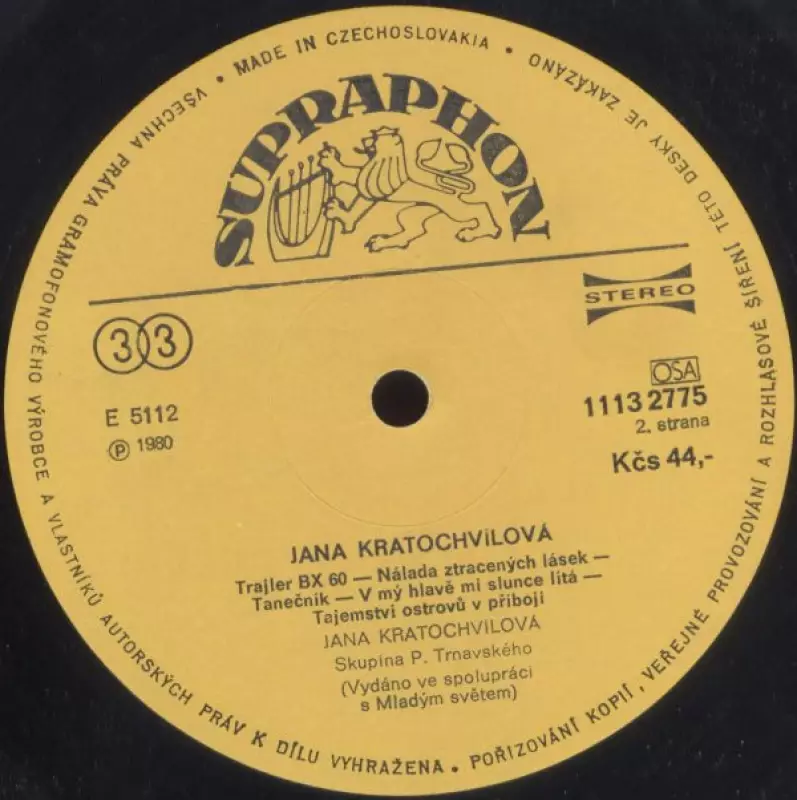 • MADE IN CZECHOSLOVAKIA •
SUPRAPHON
STEREO
33
E 5112
Ⓟ 1980
OSA
1113 2775
2. strana
Kčs 44,-
JANA KRATOCHVíLOVÁ
Trajler BX 60 — Nálada ztracených lásek —
Tanečník — V mý hlavě mi slunce lítá —
Tajemství ostrovů v příboji
JANA KRATOCHVÍLOVÁ
Skupina P. Trnavského
(Vydáno ve spolupráci
s Mladým světem)
VŠECHNA PRÁVA GRAMOFONOVÉHO VÝROBCE A VLASTNÍKŮ AUTORSKÝCH PRÁV K DÍLU VYHRAŽENA. POŘIZOVÁNÍ KOPIÍ, VEŘEJNÉ PROVOZOVÁNÍ A ROZHLASOVÉ ŠÍŘENÍ TÉTO DESKY JE ZAKÁZÁNO